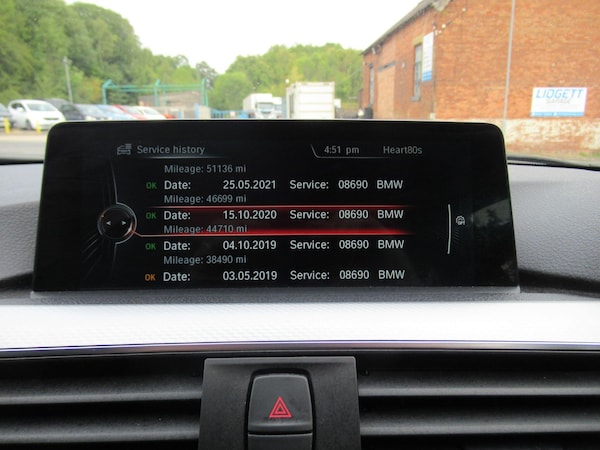 LIDGETT
Service history 4:51 pm Heart80s
Mileage: 51136 mi
OK Date: 25.05.2021 Service: 08690 BMW
Mileage: 46699 mi
OK Date: 15.10.2020 Service: 08690 BMW
Mileage: 44710 mi
OK Date: 04.10.2019 Service: 08690 BMW
Mileage: 38490 mi
OK Date: 03.05.2019 Service: 08690 BMW